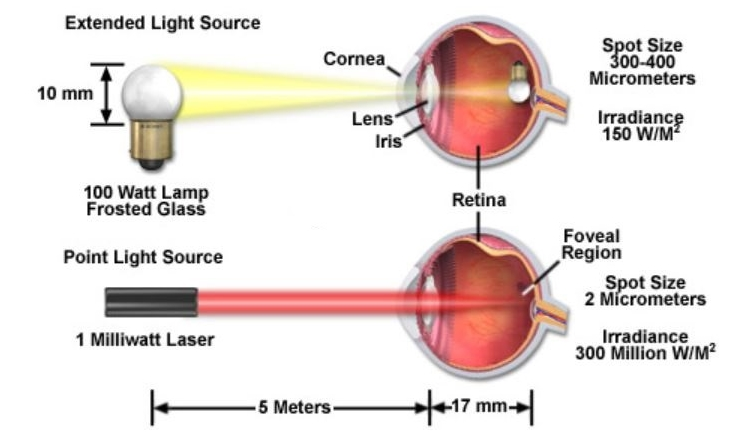 Extended Light Source
10 mm
100 Watt Lamp
Frosted Glass
Cornea
Lens
Iris
Spot Size
300-400
Micrometers
Irradiance
150 W/M²
Retina
Point Light Source
1 Milliwatt Laser
Foveal
Region
Spot Size
2 Micrometers
Irradiance
300 Million W/M²
5 Meters
17 mm